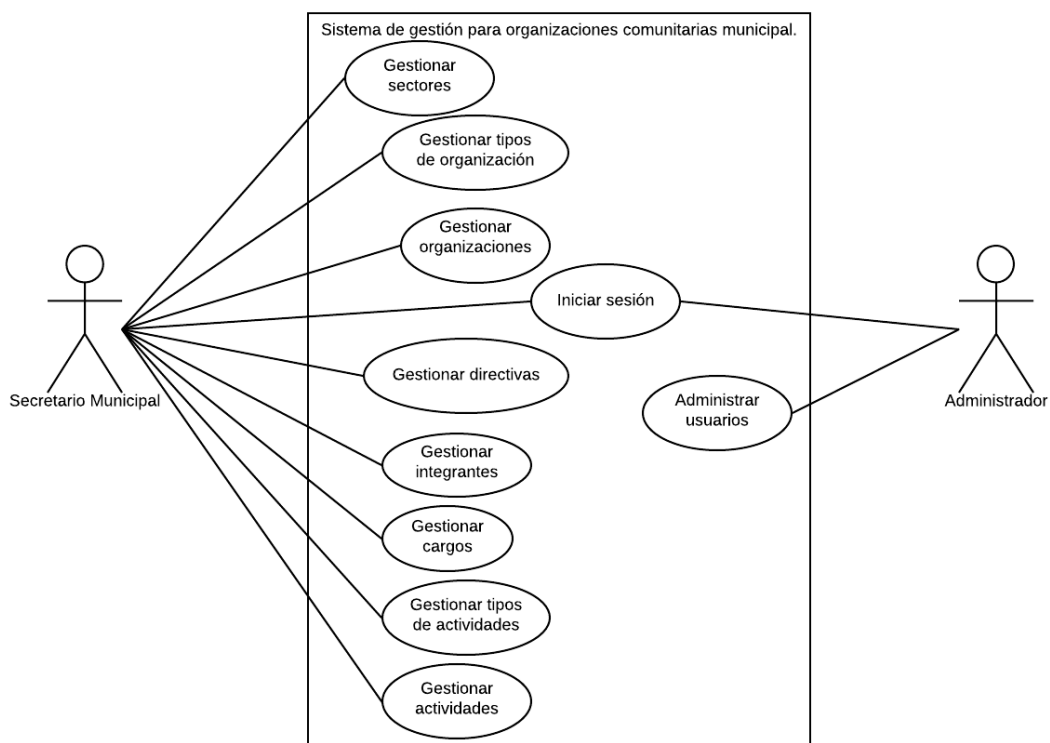 Sistema de gestión para organizaciones comunitarias municipal.
Gestionar
sectores
Gestionar tipos
de organización
Gestionar
organizaciones
Iniciar sesión
Gestionar directivas
Administrar
usuarios
Secretario Municipal
Administrador
Gestionar
integrantes
Gestionar
cargos
Gestionar tipos
de actividades
Gestionar
actividades